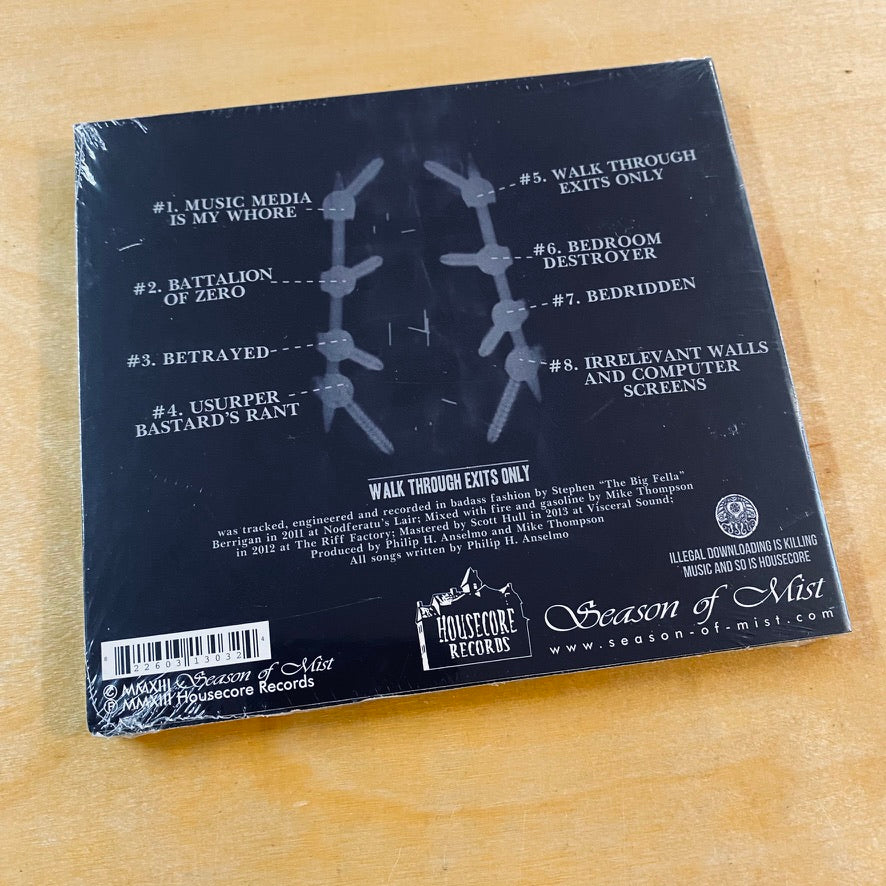 #1. MUSIC MEDIA
IS MY WHORE
#2. BATTALION
OF ZERO
#3. BETRAYED
#4. USURPER
BASTARD'S RANT
#5. WALK THROUGH
EXITS ONLY
#6. BEDROOM
DESTROYER
#7. BEDRIDDEN
#8. IRRELEVANT WALLS
AND COMPUTER
SCREENS
WALK THROUGH EXITS ONLY
was tracked, engineered and recorded in badass fashion by Stephen "The Big Fella"
Berrigan in 2011 at Nodferatu's Lair; Mixed with fire and gasoline by Mike Thompson
in 2012 at The Riff Factory; Mastered by Scott Hull in 2013 at Visceral Sound;
Produced by Philip H. Anselmo and Mike Thompson
All songs written by Philip H. Anselmo
ILLEGAL DOWNLOADING IS KILLING
MUSIC AND SO IS HOUSECORE
HOUSECORE
RECORDS
Season of Mist
www.season-of-mist.com
8 22603 13032 4
© MMXIII Season of Mist
℗ MMXIII Housecore Records